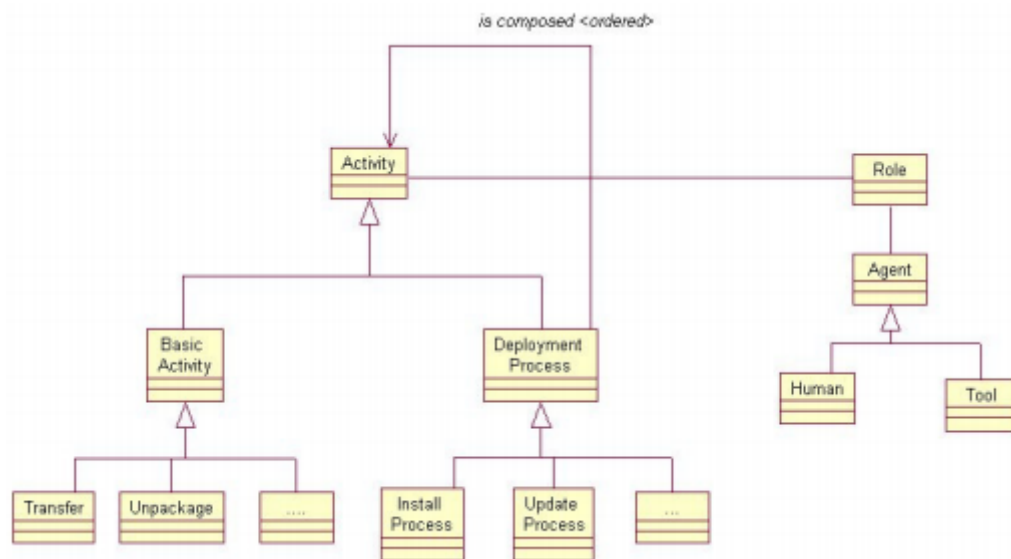 is composed <ordered>
Activity
Role
Agent
Basic
Activity
Deployment
Process
Human
Tool
Transfer
Unpackage
....
Install
Process
Update
Process
...